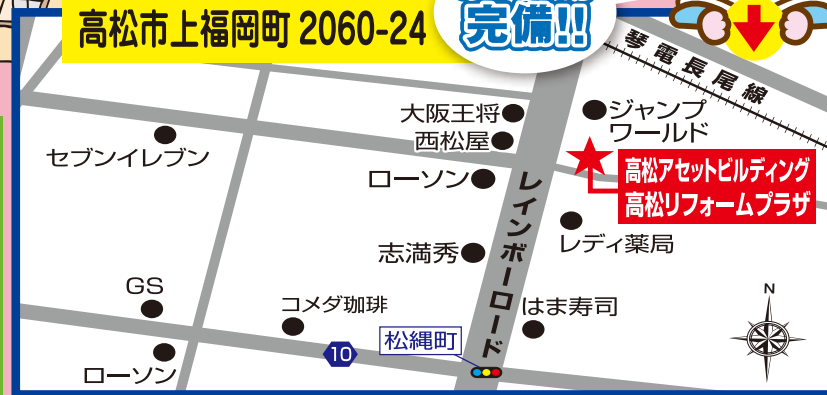 高松市上福岡町 2060-24
完備!!
琴電長尾線
大阪王将
西松屋
ジャンプ
ワールド
セブンイレブン
ローソン
高松アセットビルディング
高松リフォームプラザ
レインボーロード
レディ薬局
志満秀
GS
コメダ珈琲
はま寿司
N
松縄町
10
ローソン